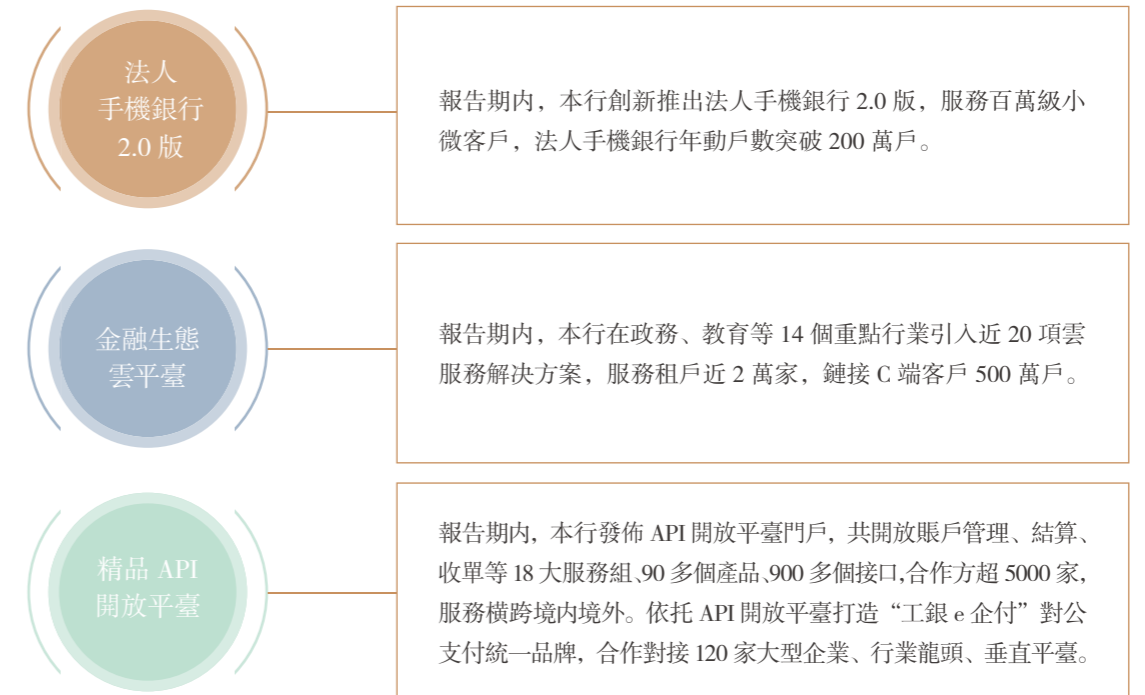 法人
手機銀行
2.0 版
報告期內，本行創新推出法人手機銀行 2.0 版，服務百萬級小
微客戶，法人手機銀行年動戶數突破 200 萬戶。
金融生態
雲平臺
報告期內，本行在政務、教育等 14 個重點行業引入近 20 項雲
服務解決方案，服務租戶近 2 萬家，鏈接 C 端客戶 500 萬戶。
精品 API
開放平臺
報告期內，本行發佈 API 開放平臺門戶，共開放賬戶管理、結算、
收單等 18 大服務組、90 多個產品、900 多個接口,合作方超 5000 家，
服務橫跨境內境外。依托 API 開放平臺打造“工銀 e 企付”對公
支付統一品牌，合作對接 120 家大型企業、行業龍頭、垂直平臺。